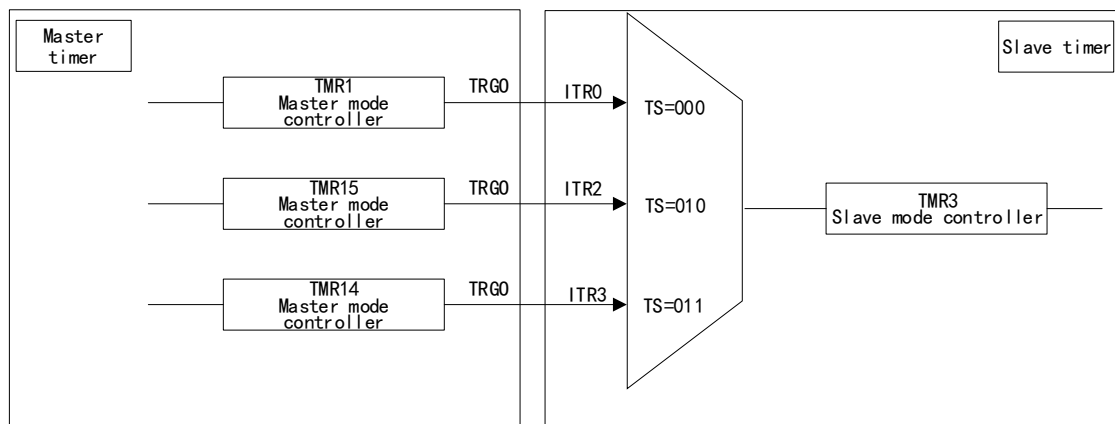 Master
timer
Slave timer
TMR1
Master mode
controller
TRGO
ITR0
TS=000
TMR15
Master mode
controller
TRGO
ITR2
TS=010
TMR3
Slave mode controller
TMR14
Master mode
controller
TRGO
ITR3
TS=011